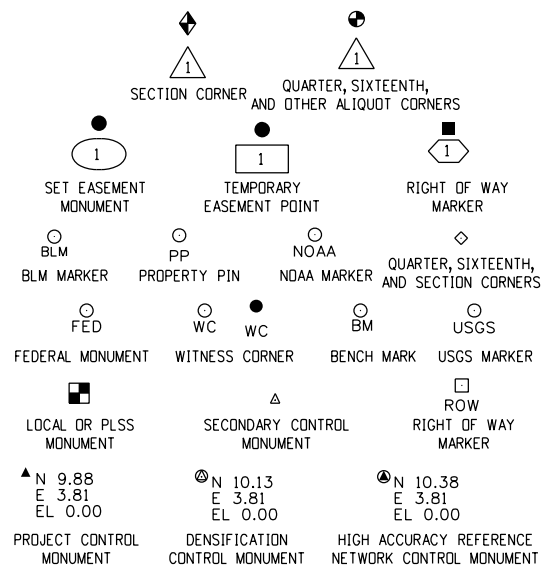 1
1
SECTION CORNER
QUARTER, SIXTEENTH,
AND OTHER ALIQUOT CORNERS
1
1
1
SET EASEMENT
MONUMENT
TEMPORARY
EASEMENT POINT
RIGHT OF WAY
MARKER
BLM
BLM MARKER
PP
PROPERTY PIN
NOAA
NOAA MARKER
QUARTER, SIXTEENTH,
AND SECTION CORNERS
FED
FEDERAL MONUMENT
WC
WC
WITNESS CORNER
BM
BENCH MARK
USGS
USGS MARKER
LOCAL OR PLSS
MONUMENT
SECONDARY CONTROL
MONUMENT
ROW
RIGHT OF WAY
MARKER
N 9.88
E 3.81
EL 0.00
PROJECT CONTROL
MONUMENT
N 10.13
E 3.81
EL 0.00
DENSIFICATION
CONTROL MONUMENT
N 10.38
E 3.81
EL 0.00
HIGH ACCURACY REFERENCE
NETWORK CONTROL MONUMENT